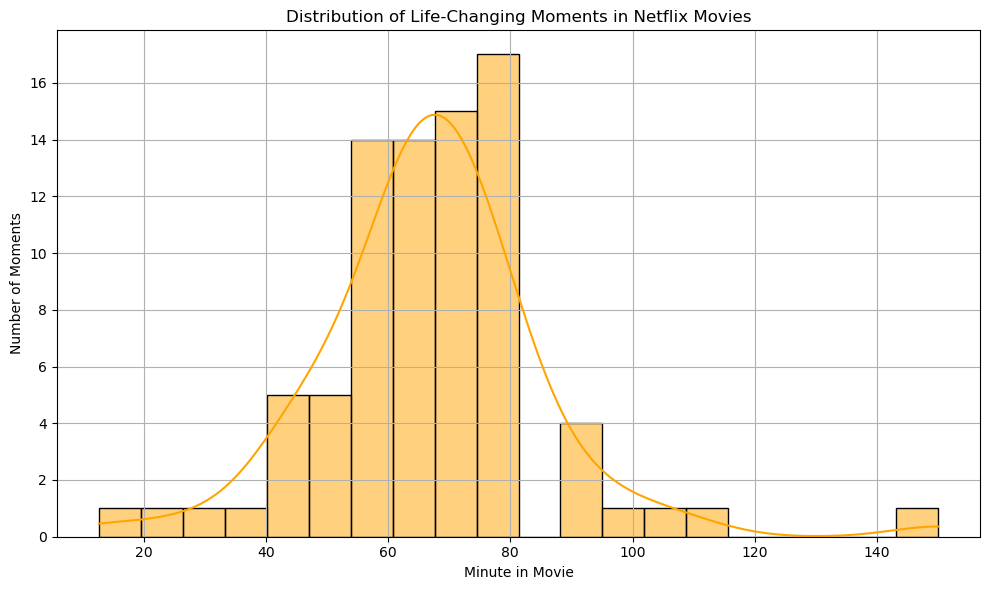 Distribution of Life-Changing Moments in Netflix Movies
Number of Moments
16
14
12
10
8
6
4
2
0
20 40 60 80 100 120 140
Minute in Movie